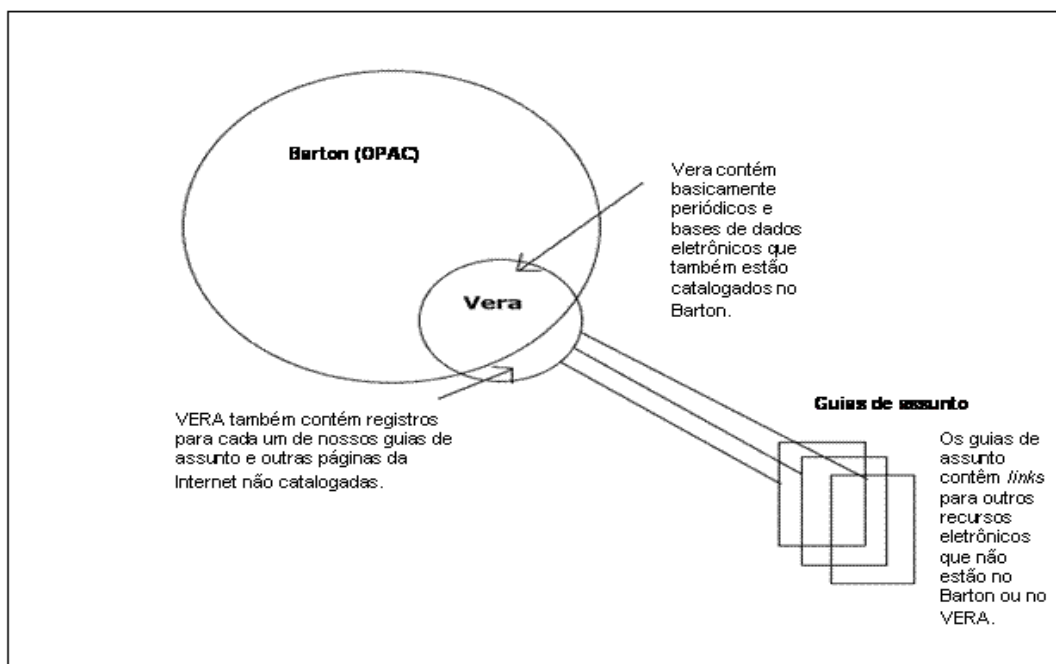 Barton (OPAC)
Vera contém
basicamente
periódicos e
bases de dados
eletrônicos que
também estão
catalogados no
Barton.
Vera
VERA também contém registros
para cada um de nossos guias de
assunto e outras páginas da
Internet não catalogadas.
Guias de assunto
Os guias de
assunto
contêm links
para outros
recursos
eletrônicos
que não
estão no
Barton ou no
VERA.